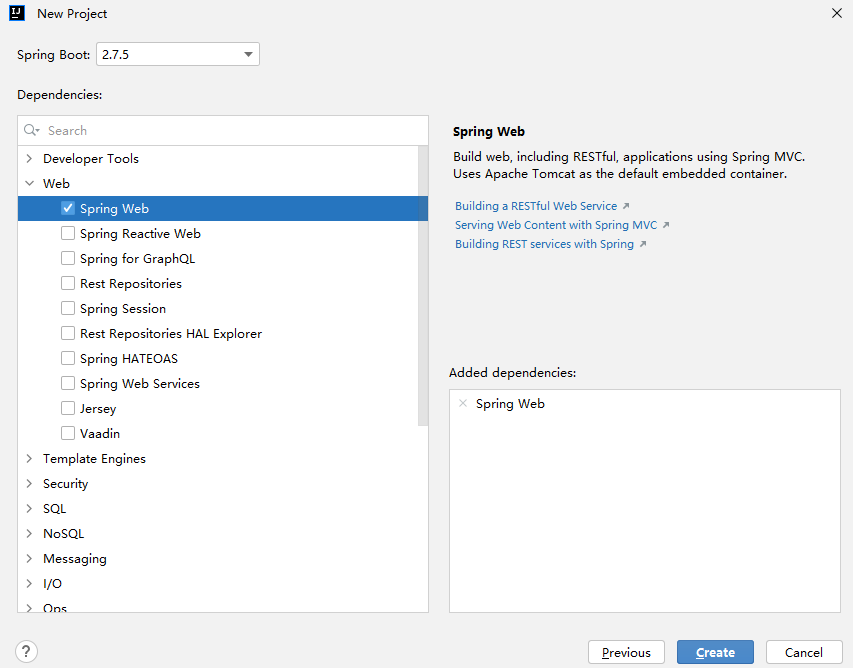 New Project
Spring Boot: 2.7.5
Dependencies:
Search
Developer Tools
Web
Spring Web
Spring Reactive Web
Spring for GraphQL
Rest Repositories
Spring Session
Rest Repositories HAL Explorer
Spring HATEOAS
Spring Web Services
Jersey
Vaadin
Template Engines
Security
SQL
NoSQL
Messaging
I/O
Ops
Spring Web
Build web, including RESTful, applications using Spring MVC.
Uses Apache Tomcat as the default embedded container.
Building a RESTful Web Service
Serving Web Content with Spring MVC
Building REST services with Spring
Added dependencies:
Spring Web
? Previous Create Cancel